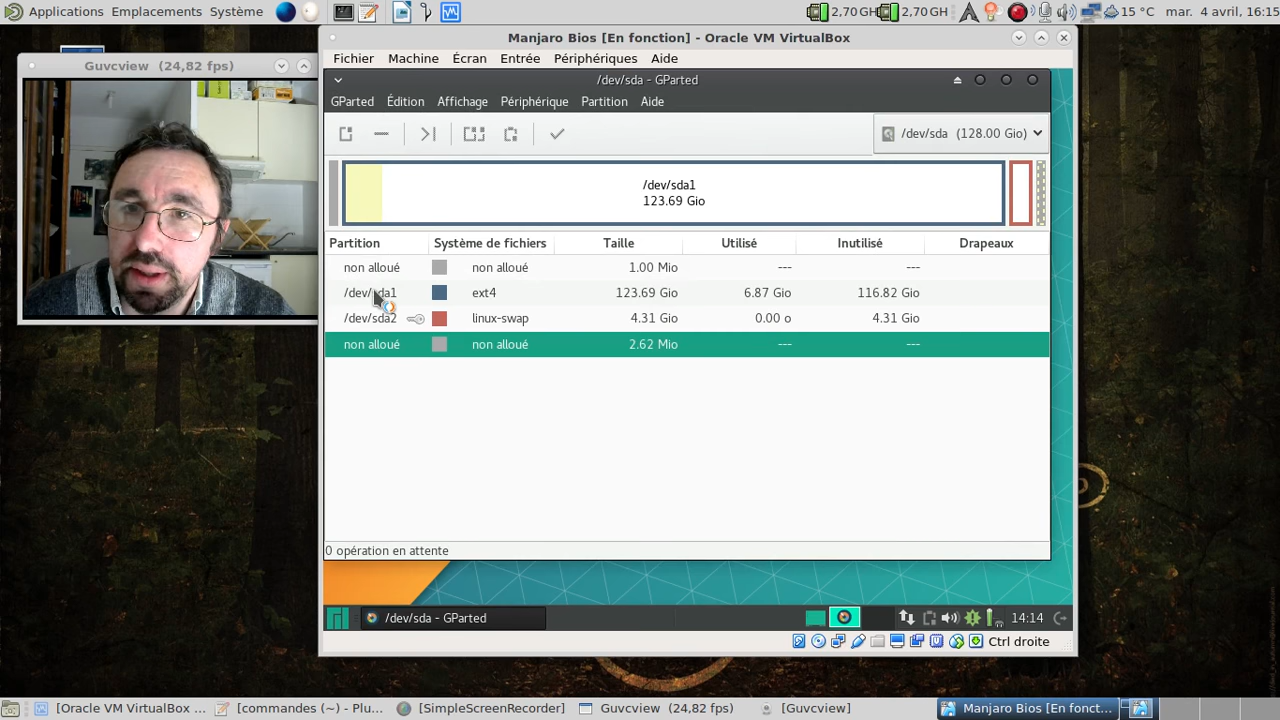 Applications Emplacements Système
2,70 GH 2,70 GH
15 °C mar. 4 avril, 16:15
Guvcview (24,82 fps)
Manjaro Bios [En fonction] - Oracle VM VirtualBox
Fichier Machine Écran Entrée Périphériques Aide
/dev/sda - GParted
GParted Édition Affichage Périphérique Partition Aide
/dev/sda (128.00 Gio)
/dev/sda1
123.69 Gio
Partition Système de fichiers Taille Utilisé Inutilisé Drapeaux
non alloué non alloué 1.00 Mio --- ---
/dev/sda1 ext4 123.69 Gio 6.87 Gio 116.82 Gio
/dev/sda2 linux-swap 4.31 Gio 0.00 o 4.31 Gio
non alloué non alloué 2.62 Mio --- ---
0 opération en attente
/dev/sda - GParted
14:14
Ctrl droite
[Oracle VM VirtualBox ...
[commandes (~) - Plu...
[SimpleScreenRecorder]
Guvcview (24,82 fps)
[Guvcview]
Manjaro Bios [En fonct...